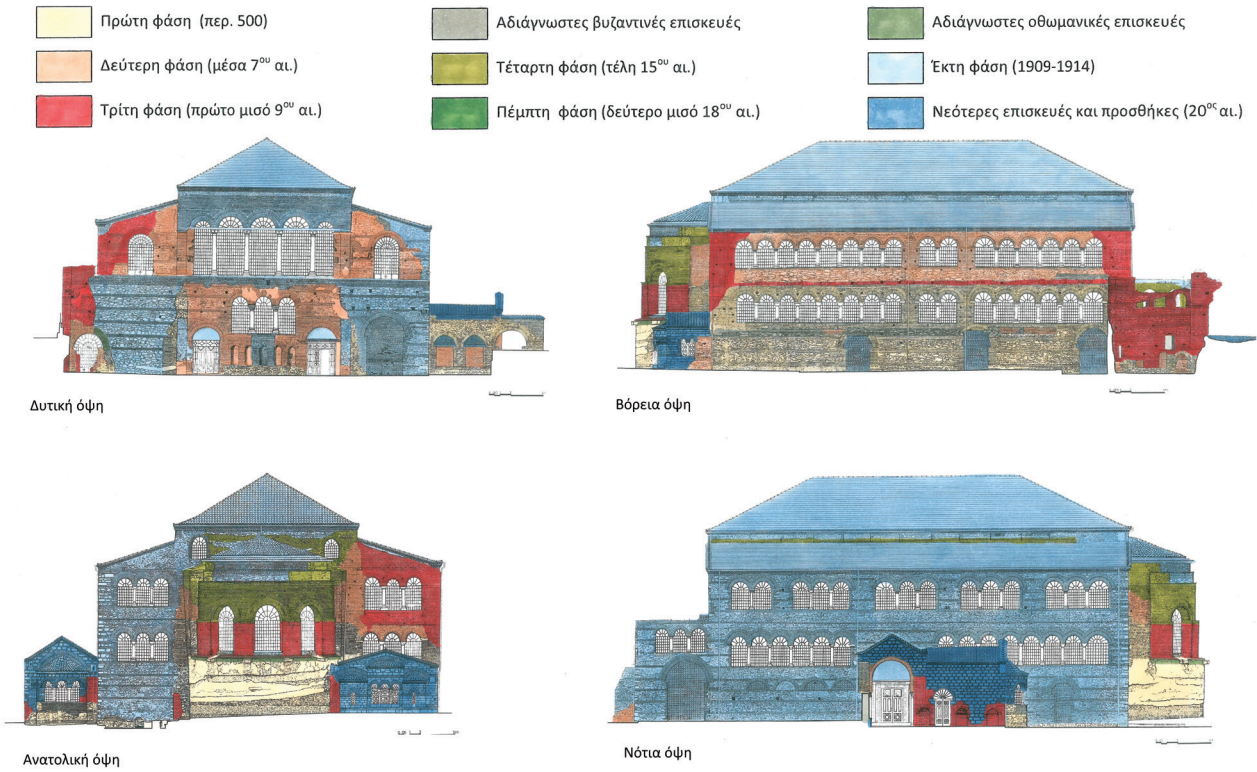 Πρώτη φάση (περ. 500)
Αδιάγνωστες βυζαντινές επισκευές
Αδιάγνωστες οθωμανικές επισκευές
Δεύτερη φάση (μέσα 7ου αι.)
Τέταρτη φάση (τέλη 15ου αι.)
Έκτη φάση (1909-1914)
Τρίτη φάση (πρώτο μισό 9ου αι.)
Πέμπτη φάση (δεύτερο μισό 18ου αι.)
Νεότερες επισκευές και προσθήκες (20ος αι.)
Δυτική όψη
Βόρεια όψη
Ανατολική όψη
Νότια όψη